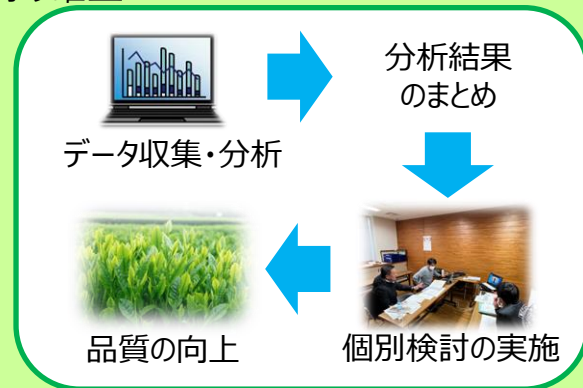 データ収集・分析
分析結果
のまとめ
個別検討の実施
品質の向上